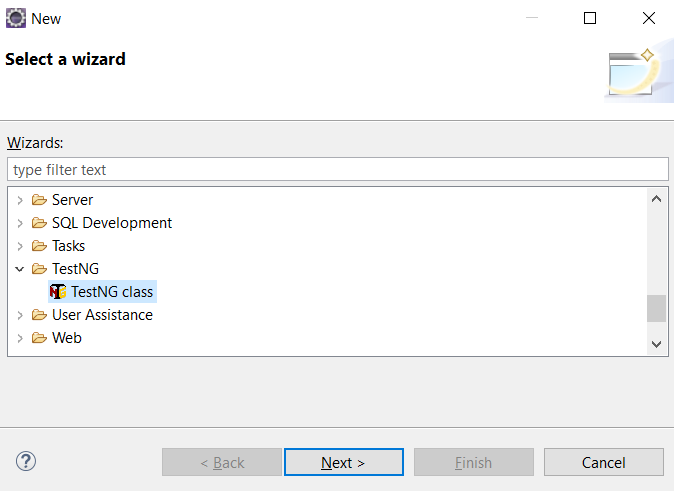 New
Select a wizard
Wizards:
type filter text
Server
SQL Development
Tasks
TestNG
TestNG class
User Assistance
Web
? < Back Next > Finish Cancel